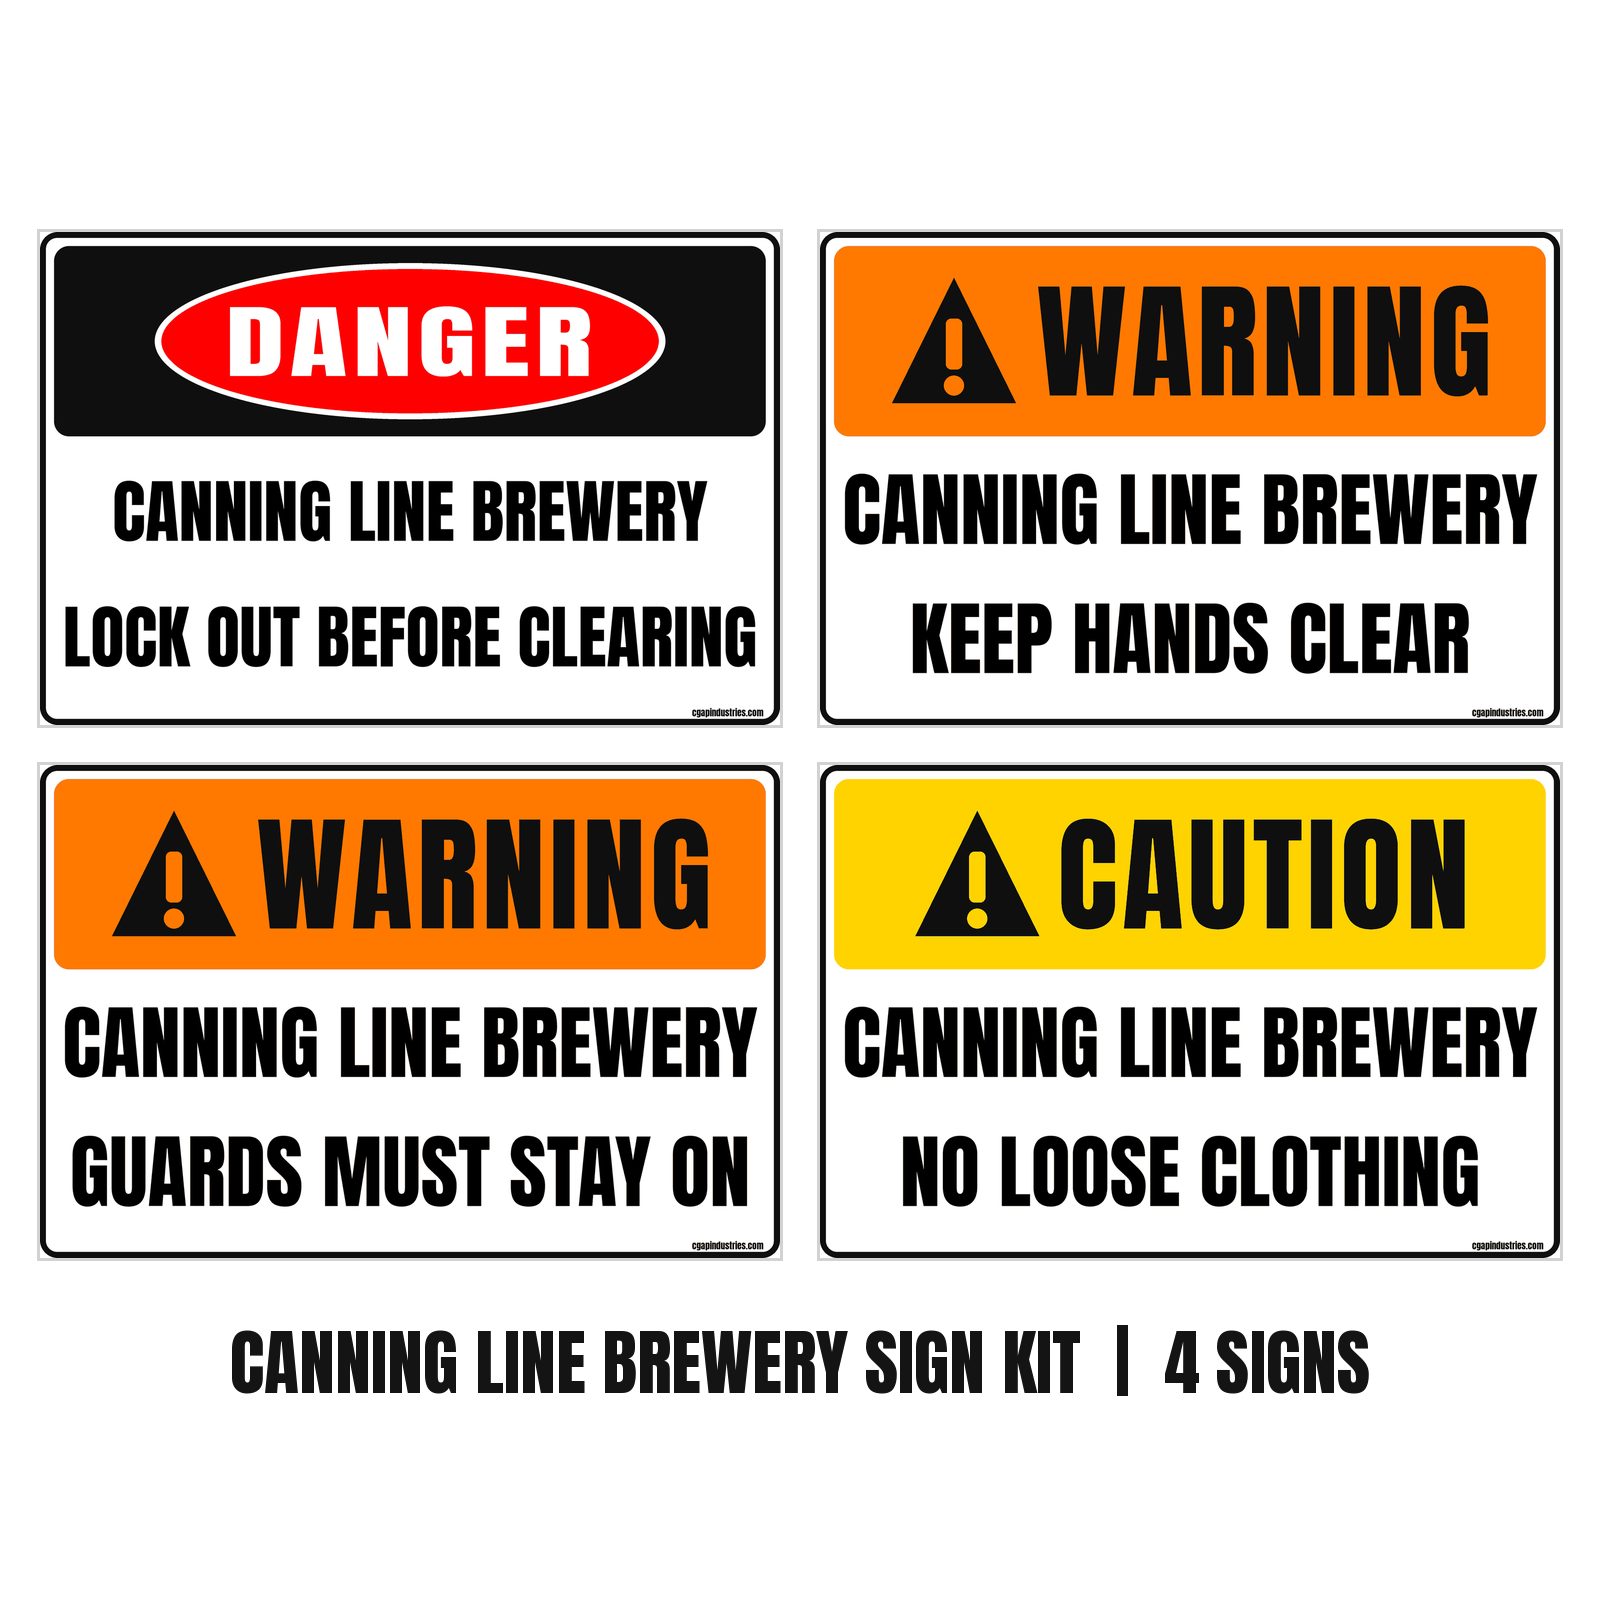 DANGER
CANNING LINE BREWERY
LOCK OUT BEFORE CLEARING
cgapindustries.com
WARNING
CANNING LINE BREWERY
KEEP HANDS CLEAR
cgapindustries.com
WARNING
CANNING LINE BREWERY
GUARDS MUST STAY ON
cgapindustries.com
CAUTION
CANNING LINE BREWERY
NO LOOSE CLOTHING
cgapindustries.com
CANNING LINE BREWERY SIGN KIT | 4 SIGNS